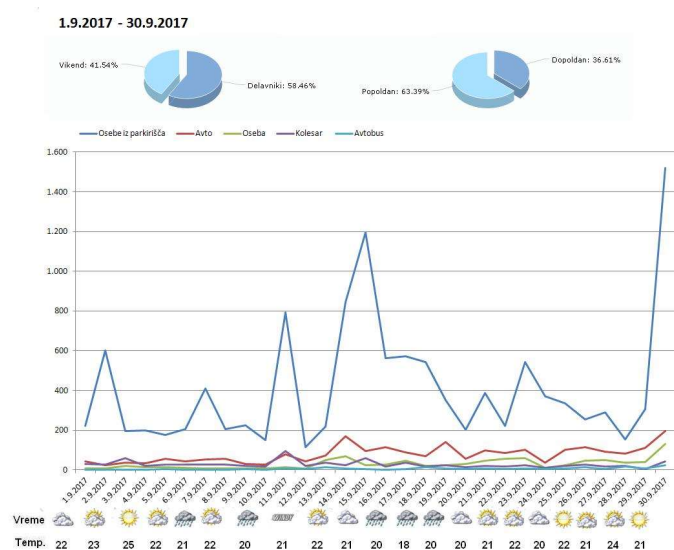 1.9.2017 - 30.9.2017
Vikend: 41.54%
Delavniki: 58.46%
Dopoldan: 36.61%
Popoldan: 63.39%
Osebe iz parkirišča Avto Oseba Kolesar Avtobus
1.600
1.400
1.200
1.000
800
600
400
200
0
1.9.2017 2.9.2017 3.9.2017 4.9.2017 5.9.2017 6.9.2017 7.9.2017 8.9.2017 9.9.2017 10.9.2017 11.9.2017 12.9.2017 13.9.2017 14.9.2017 15.9.2017 16.9.2017 17.9.2017 18.9.2017 19.9.2017 20.9.2017 21.9.2017 22.9.2017 23.9.2017 24.9.2017 25.9.2017 26.9.2017 27.9.2017 28.9.2017 29.9.2017 30.9.2017
Vreme
Temp. 22 23 25 22 21 22 20 21 22 21 20 18 20 20 21 22 22 22 21 24 21